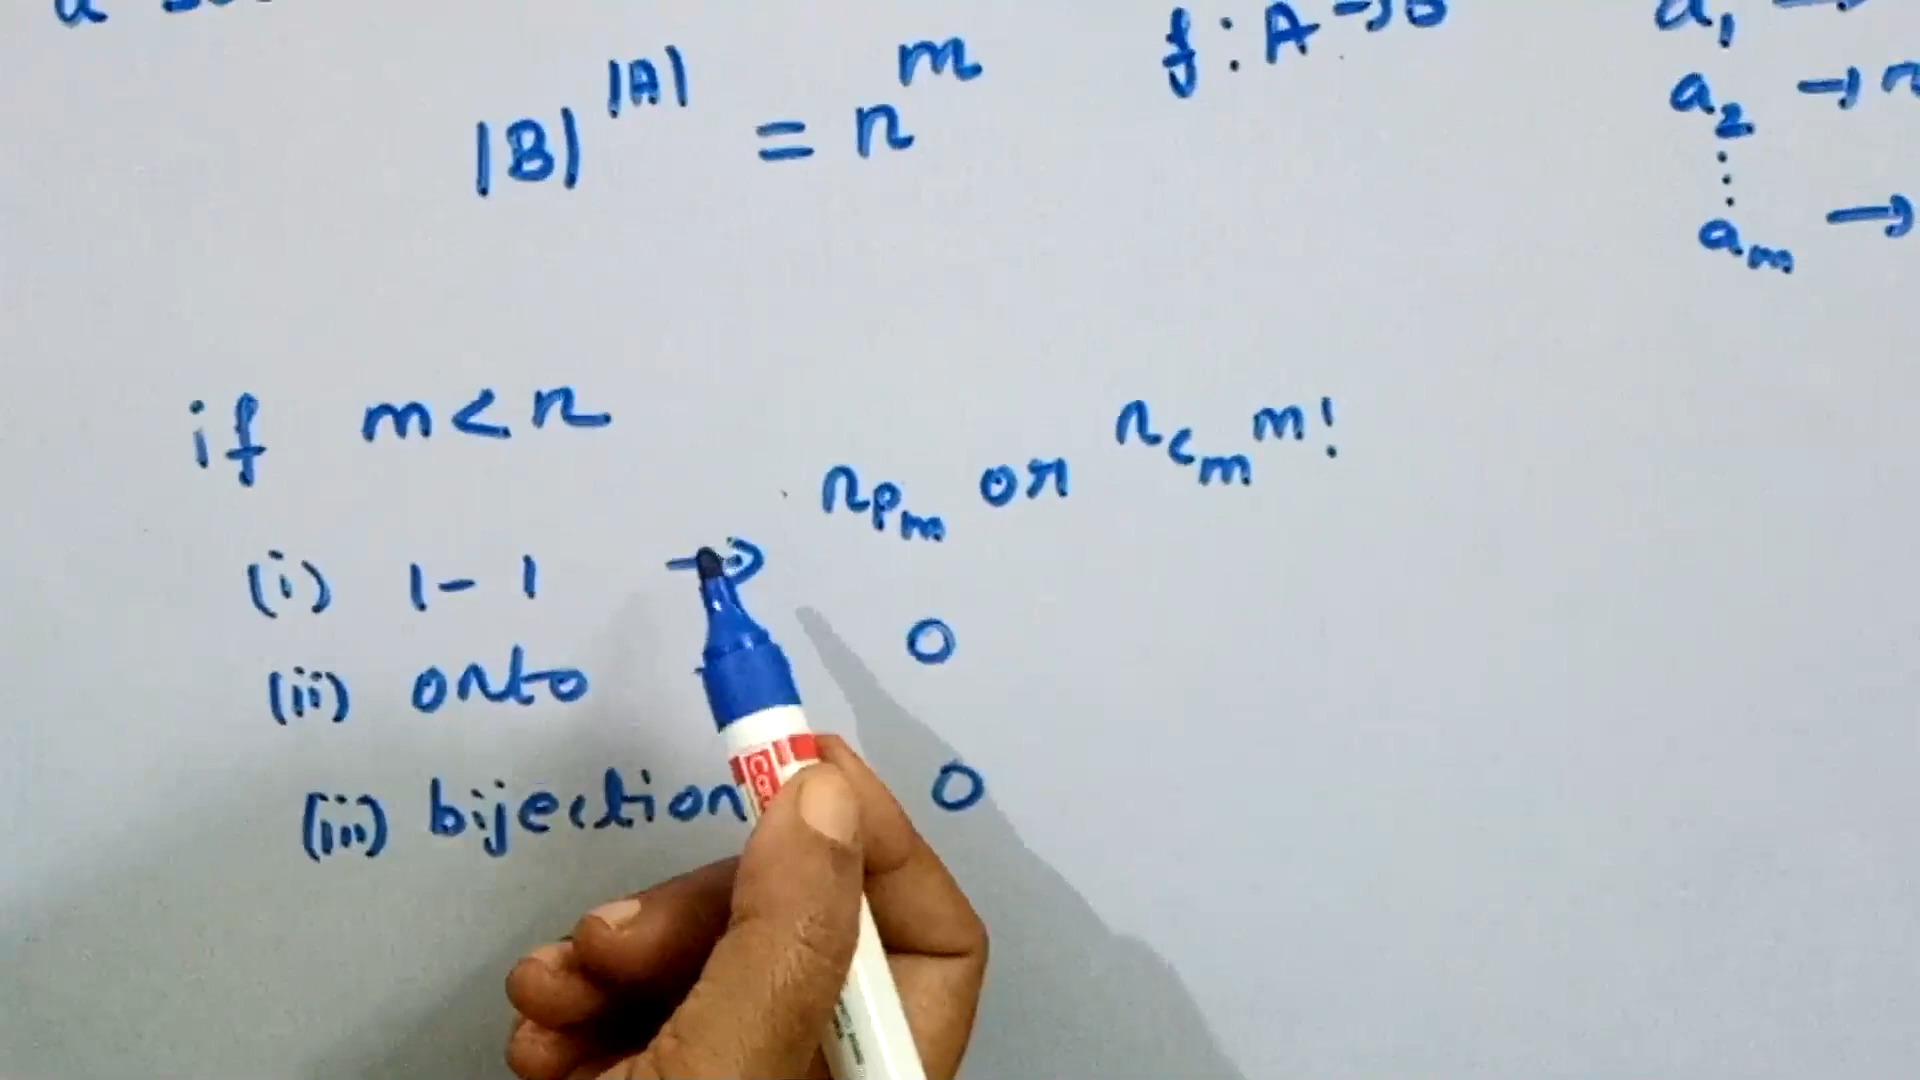 f : A → B
|B|^|A| = n^m
a₁ →
a₂ → n
⋮
aₘ →
if m < n
nPₘ or nCₘ m!
(i) 1 - 1 →
(ii) onto 0
(iii) bijection 0